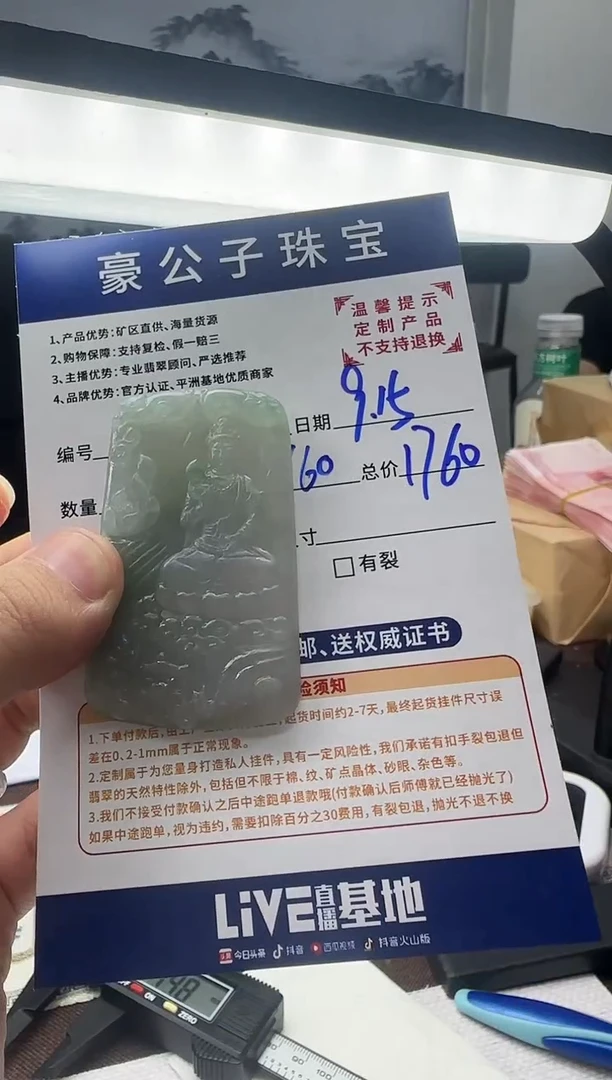 豪公子珠宝
1、产品优势:矿区直供、海量货源
2、购物保障:支持复检、假一赔三
3、主播优势:专业翡翠顾问、严选推荐
4、品牌优势:官方认证、平洲基地优质商家
温馨提示
定制产品
不支持退换
编号
日期 9.15
数量
60 总价 1760
寸
□有裂
邮、送权威证书
险须知
1.下单付款后, 起货时间约2-7天,最终起货挂件尺寸误
差在0.2-1mm属于正常现象。
2.定制属于为您量身打造私人挂件,具有一定风险性,我们承诺有扣手裂包退但
翡翠的天然特性除外,包括但不限于棉、纹、矿点晶体、砂眼、杂色等。
3.我们不接受付款确认之后中途跑单退款哦(付款确认后师傅就已经抛光了)
如果中途跑单,视为违约,需要扣除百分之30费用,有裂包退,抛光不退不换
LiVE直播基地
头条 今日头条 抖音 西瓜视频 抖音火山版
ON
ZERO